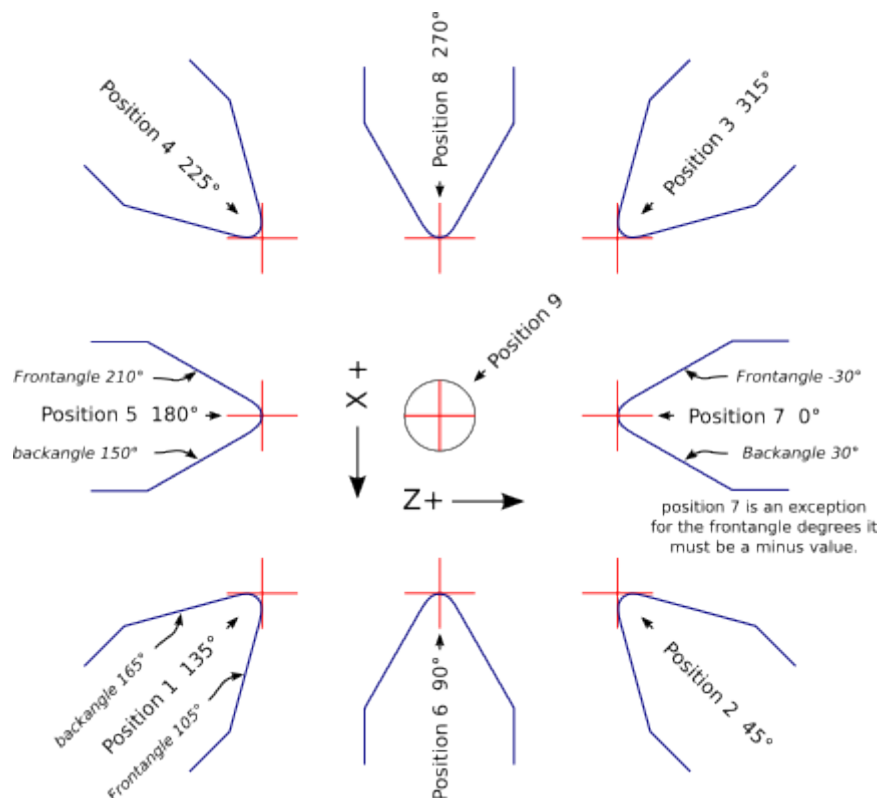 Position 4  225°
Position 8  270°
Position 3  315°
Position 9
X +
Z+
Frontangle 210°
Position 5  180°
backangle 150°
Frontangle -30°
Position 7  0°
Backangle 30°
position 7 is an exception
for the frontangle degrees it
must be a minus value.
backangle 165°
Position 1  135°
Frontangle 105°
Position 6  90°
Position 2  45°